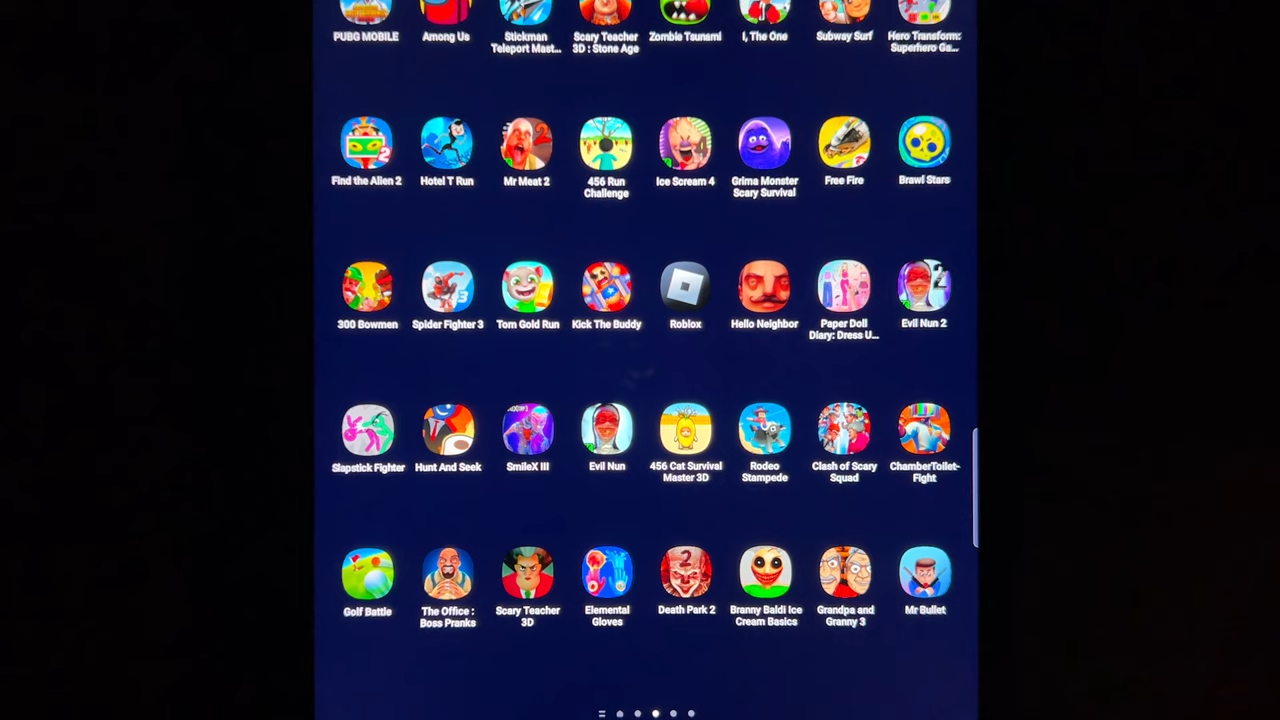 PUBG MOBILE
Among Us
Stickman
Teleport Mast...
Scary Teacher
3D : Stone Age
Zombie Tsunami
I, The One
Subway Surf
Hero Transform:
Superhero Ga...
Find the Alien 2
Hotel T Run
Mr Meat 2
456 Run
Challenge
Ice Scream 4
Grima Monster
Scary Survival
Free Fire
Brawl Stars
300 Bowmen
Spider Fighter 3
Tom Gold Run
Kick The Buddy
Roblox
Hello Neighbor
Paper Doll
Diary: Dress U...
Evil Nun 2
Slapstick Fighter
Hunt And Seek
SmileX III
Evil Nun
456 Cat Survival
Master 3D
Rodeo
Stampede
Clash of Scary
Squad
ChamberToilet-
Fight
Golf Battle
The Office :
Boss Pranks
Scary Teacher
3D
Elemental
Gloves
Death Park 2
Branny Baldi Ice
Cream Basics
Grandpa and
Granny 3
Mr Bullet